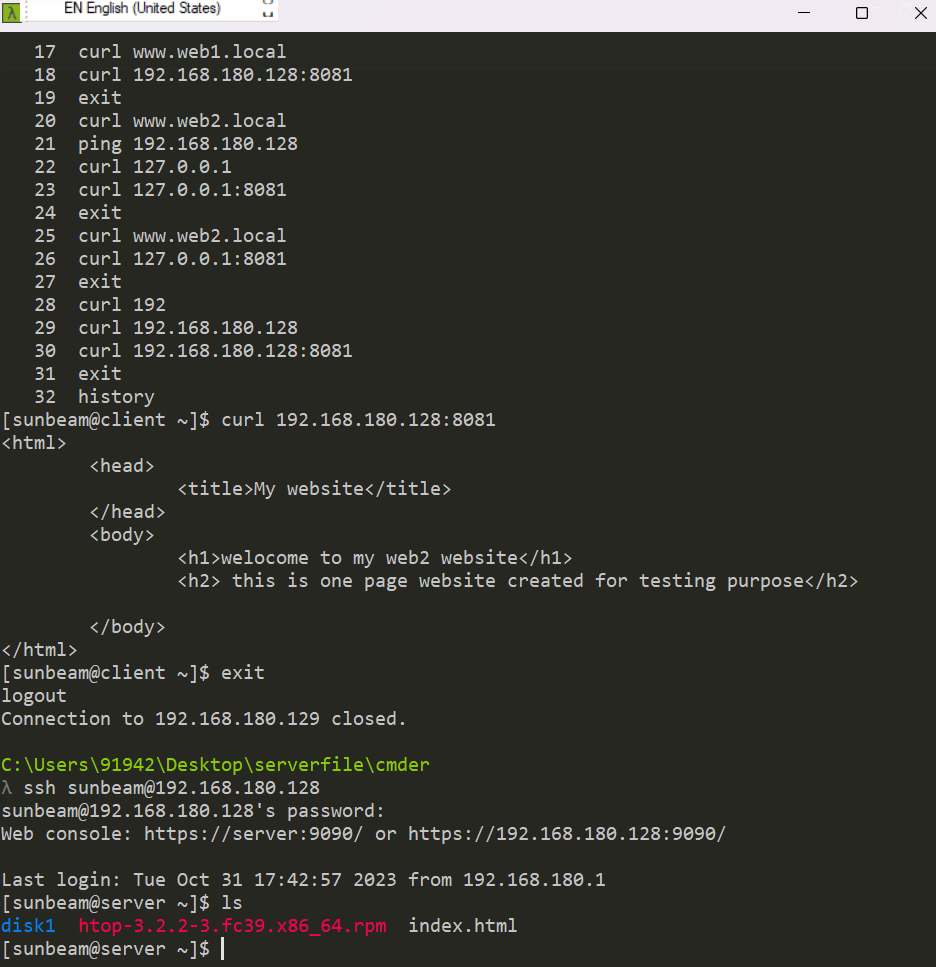 λ EN English (United States)
17 curl www.web1.local
18 curl 192.168.180.128:8081
19 exit
20 curl www.web2.local
21 ping 192.168.180.128
22 curl 127.0.0.1
23 curl 127.0.0.1:8081
24 exit
25 curl www.web2.local
26 curl 127.0.0.1:8081
27 exit
28 curl 192
29 curl 192.168.180.128
30 curl 192.168.180.128:8081
31 exit
32 history
[sunbeam@client ~]$ curl 192.168.180.128:8081
<html>
<head>
<title>My website</title>
</head>
<body>
<h1>welocome to my web2 website</h1>
<h2> this is one page website created for testing purpose</h2>
</body>
</html>
[sunbeam@client ~]$ exit
logout
Connection to 192.168.180.129 closed.
C:\Users\91942\Desktop\serverfile\cmder
λ ssh sunbeam@192.168.180.128
sunbeam@192.168.180.128's password:
Web console: https://server:9090/ or https://192.168.180.128:9090/
Last login: Tue Oct 31 17:42:57 2023 from 192.168.180.1
[sunbeam@server ~]$ ls
disk1 htop-3.2.2-3.fc39.x86_64.rpm index.html
[sunbeam@server ~]$